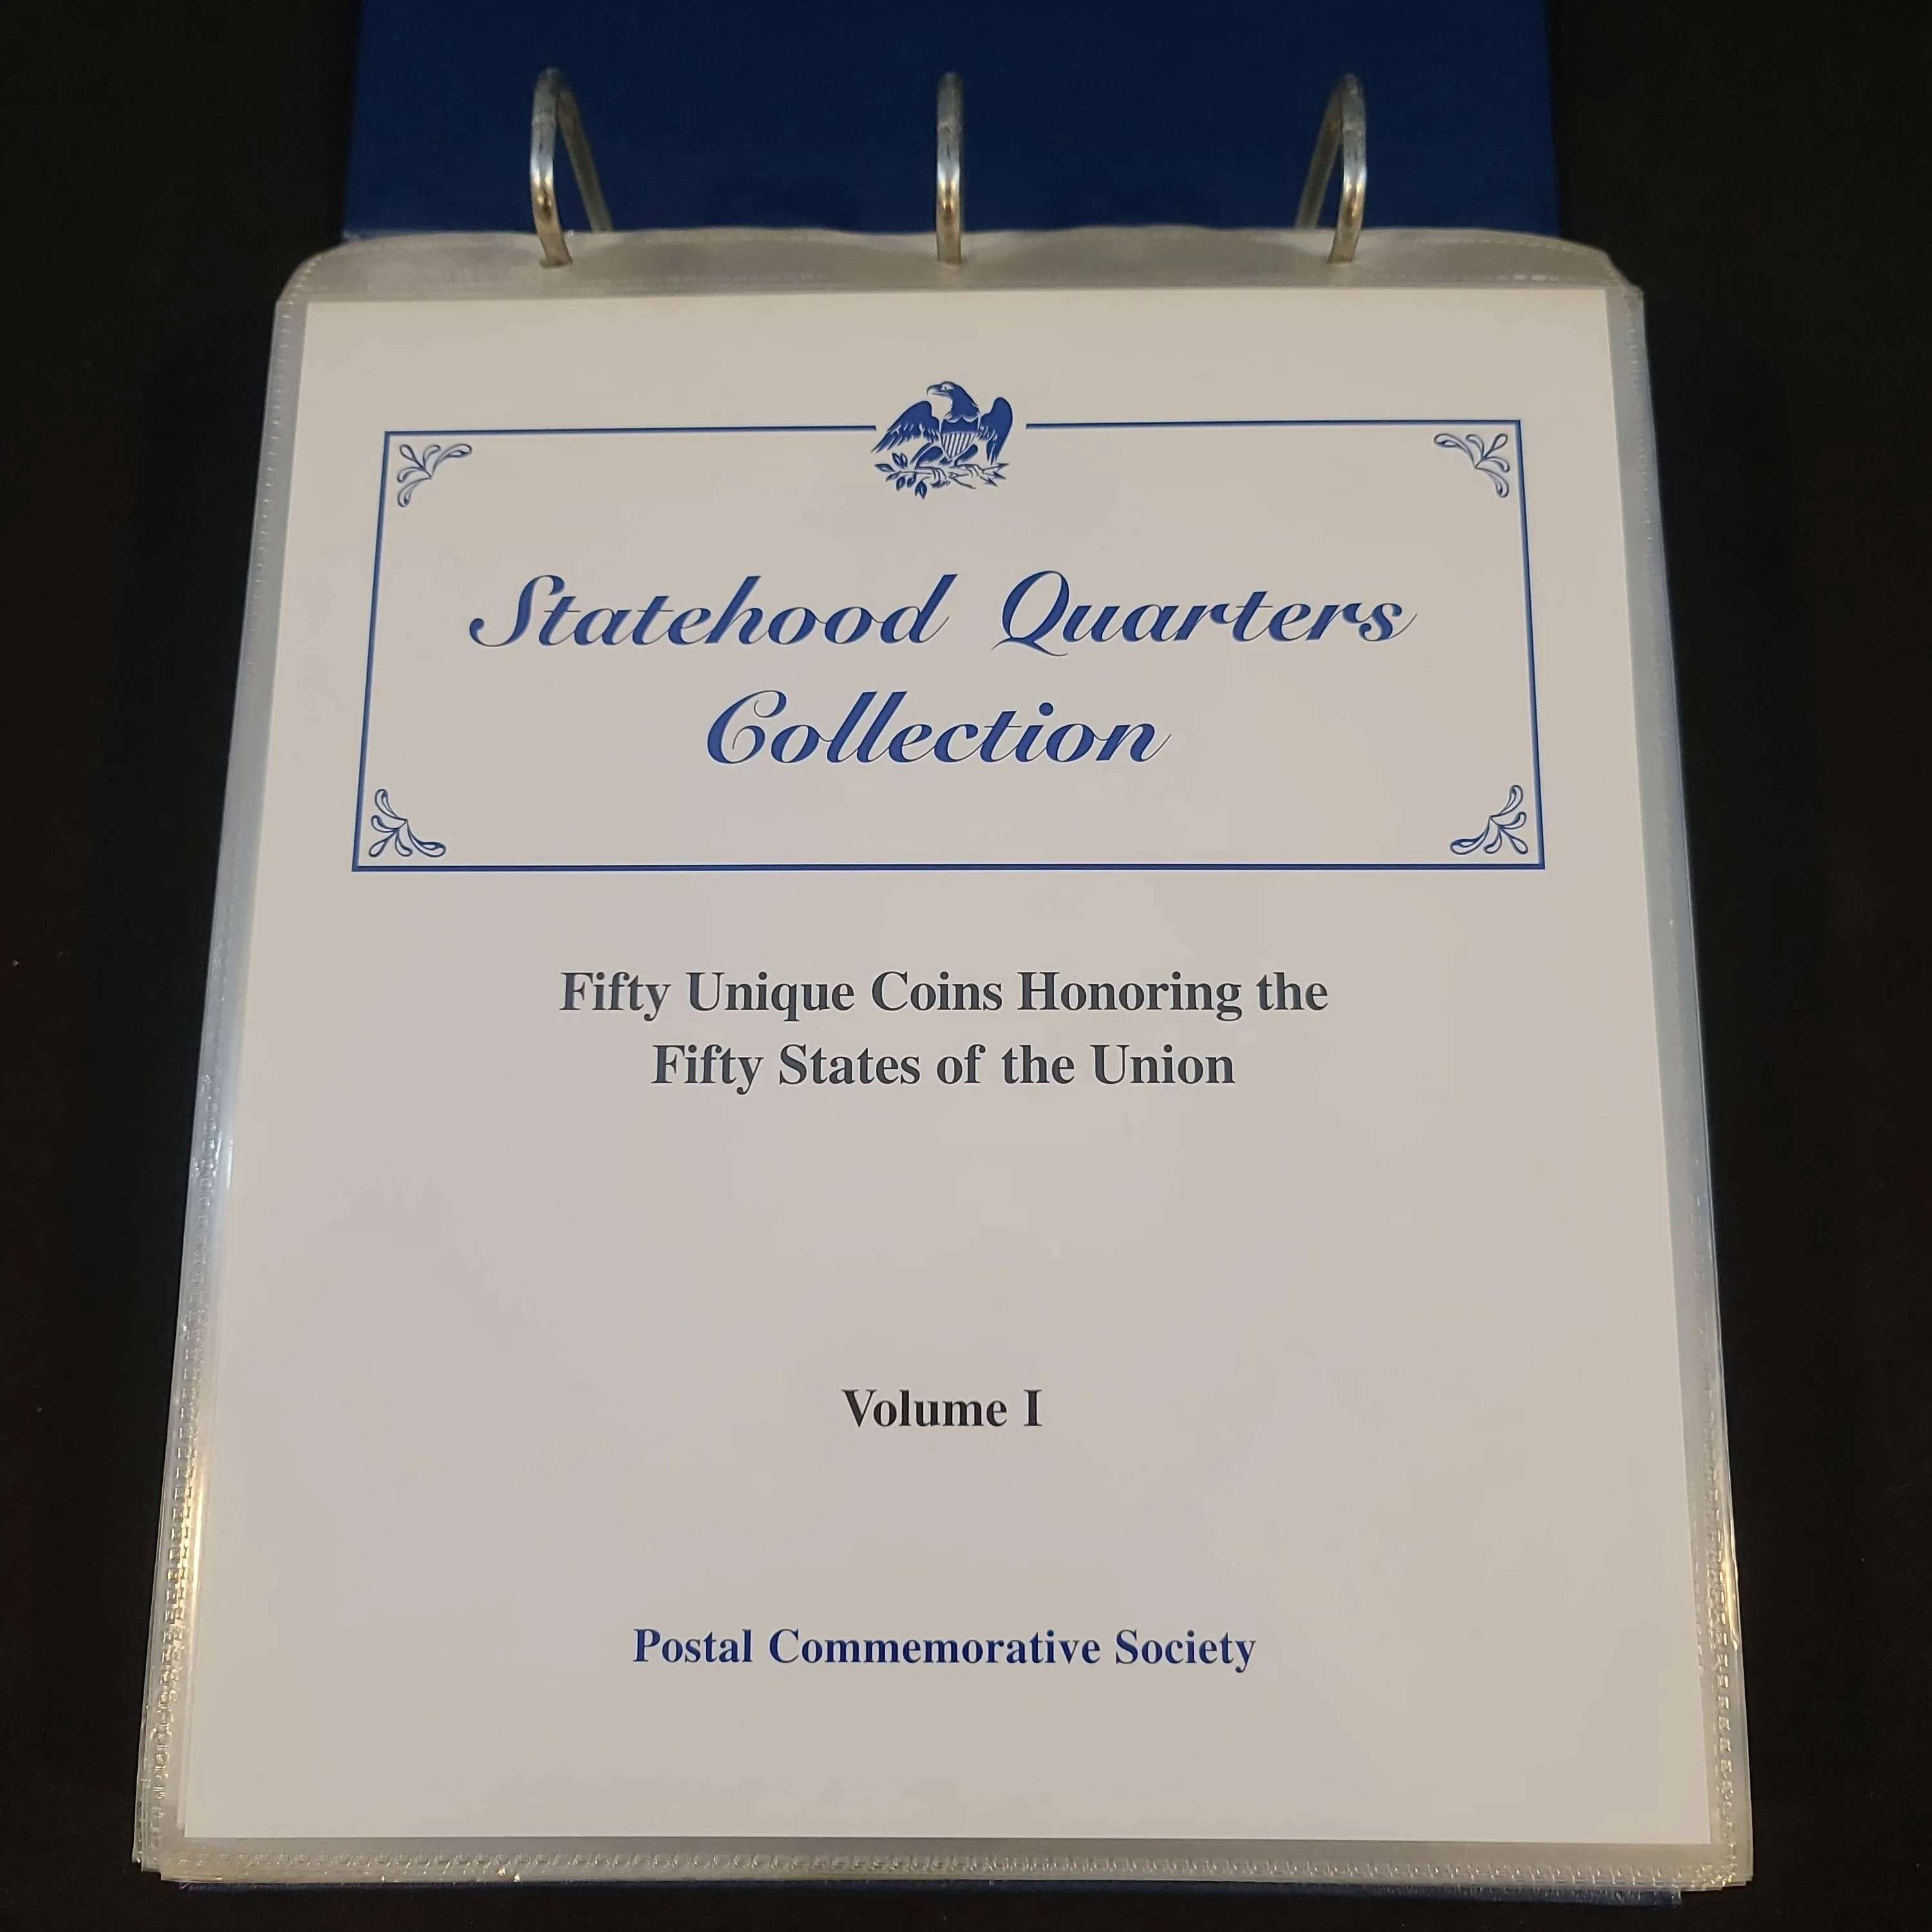 Statehood Quarters
Collection
Fifty Unique Coins Honoring the
Fifty States of the Union
Volume I
Postal Commemorative Society